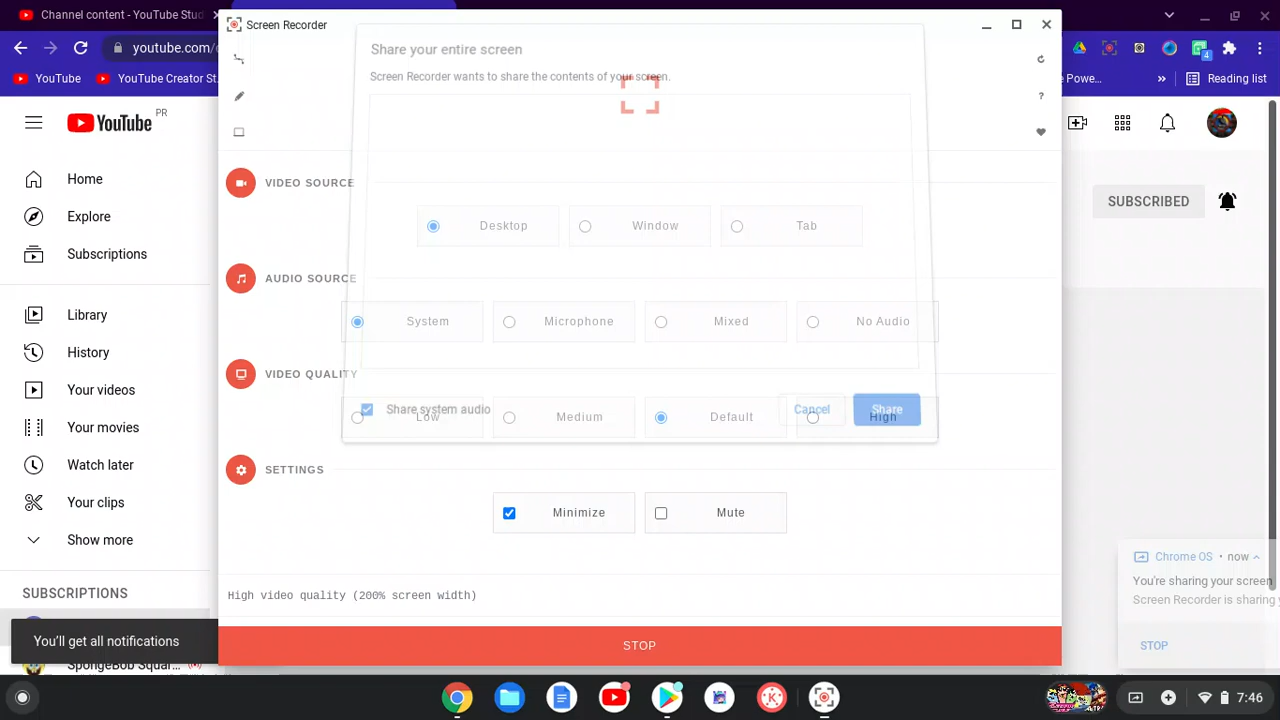 Channel content - YouTube Stud
Screen Recorder
youtube.com/
4
YouTube
YouTube Creator St
e Powe...
»
Reading list
Share your entire screen
Screen Recorder wants to share the contents of your screen.
?
YouTube PR
Home
Explore
Subscriptions
Library
History
Your videos
Your movies
Watch later
Your clips
Show more
SUBSCRIPTIONS
SpongeBob Squar...
You'll get all notifications
VIDEO SOURCE
Desktop
Window
Tab
AUDIO SOURCE
System
Microphone
Mixed
No Audio
VIDEO QUALITY
Share system audio
Cancel
Share
Low
Medium
Default
High
SETTINGS
Minimize
Mute
High video quality (200% screen width)
STOP
SUBSCRIBED
Chrome OS • now
You're sharing your screen
Screen Recorder is sharing y
STOP
7:46